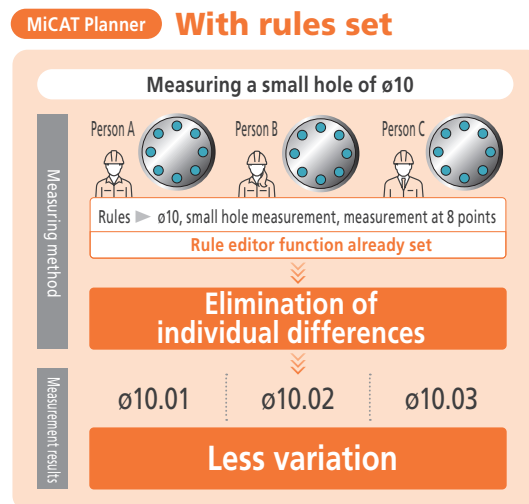 MiCAT Planner With rules set
Measuring a small hole of ø10
Measuring method
Person A Person B Person C
Rules ▶ ø10, small hole measurement, measurement at 8 points
Rule editor function already set
Elimination of
individual differences
Measurement results
ø10.01 ø10.02 ø10.03
Less variation